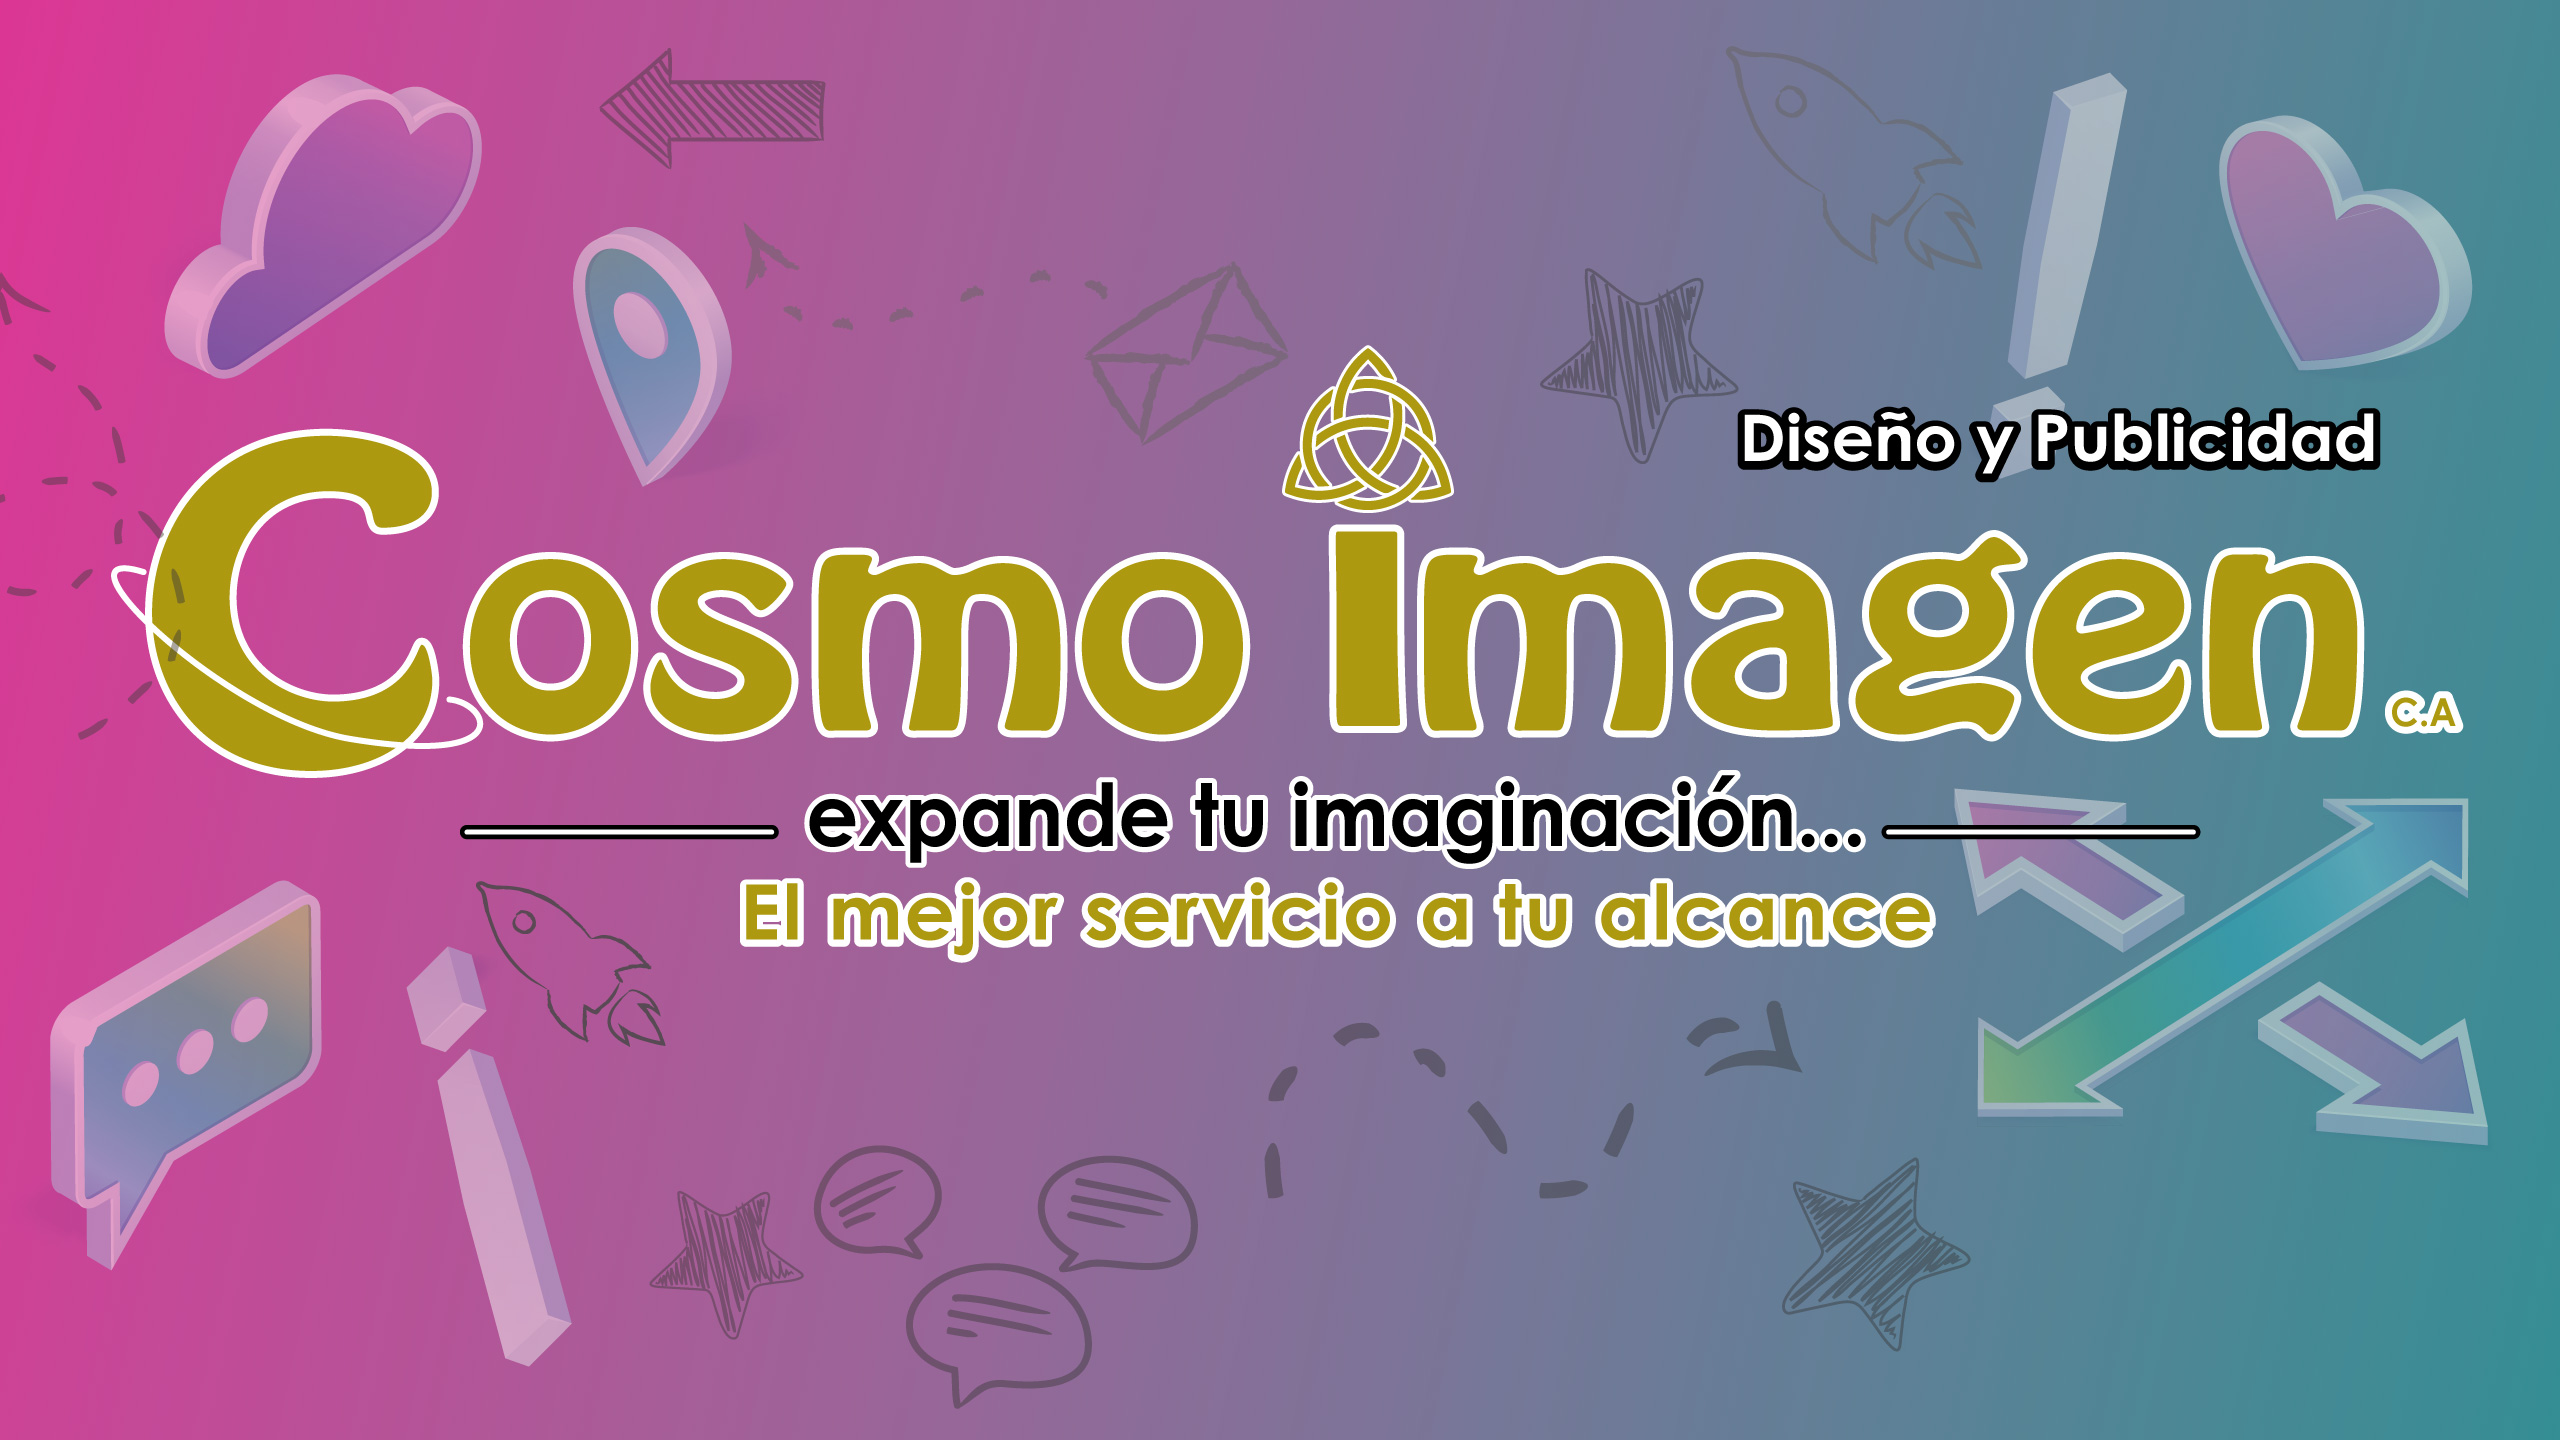 Diseño y Publicidad
Cosmo Imagen C.A
expande tu imaginación...
El mejor servicio a tu alcance